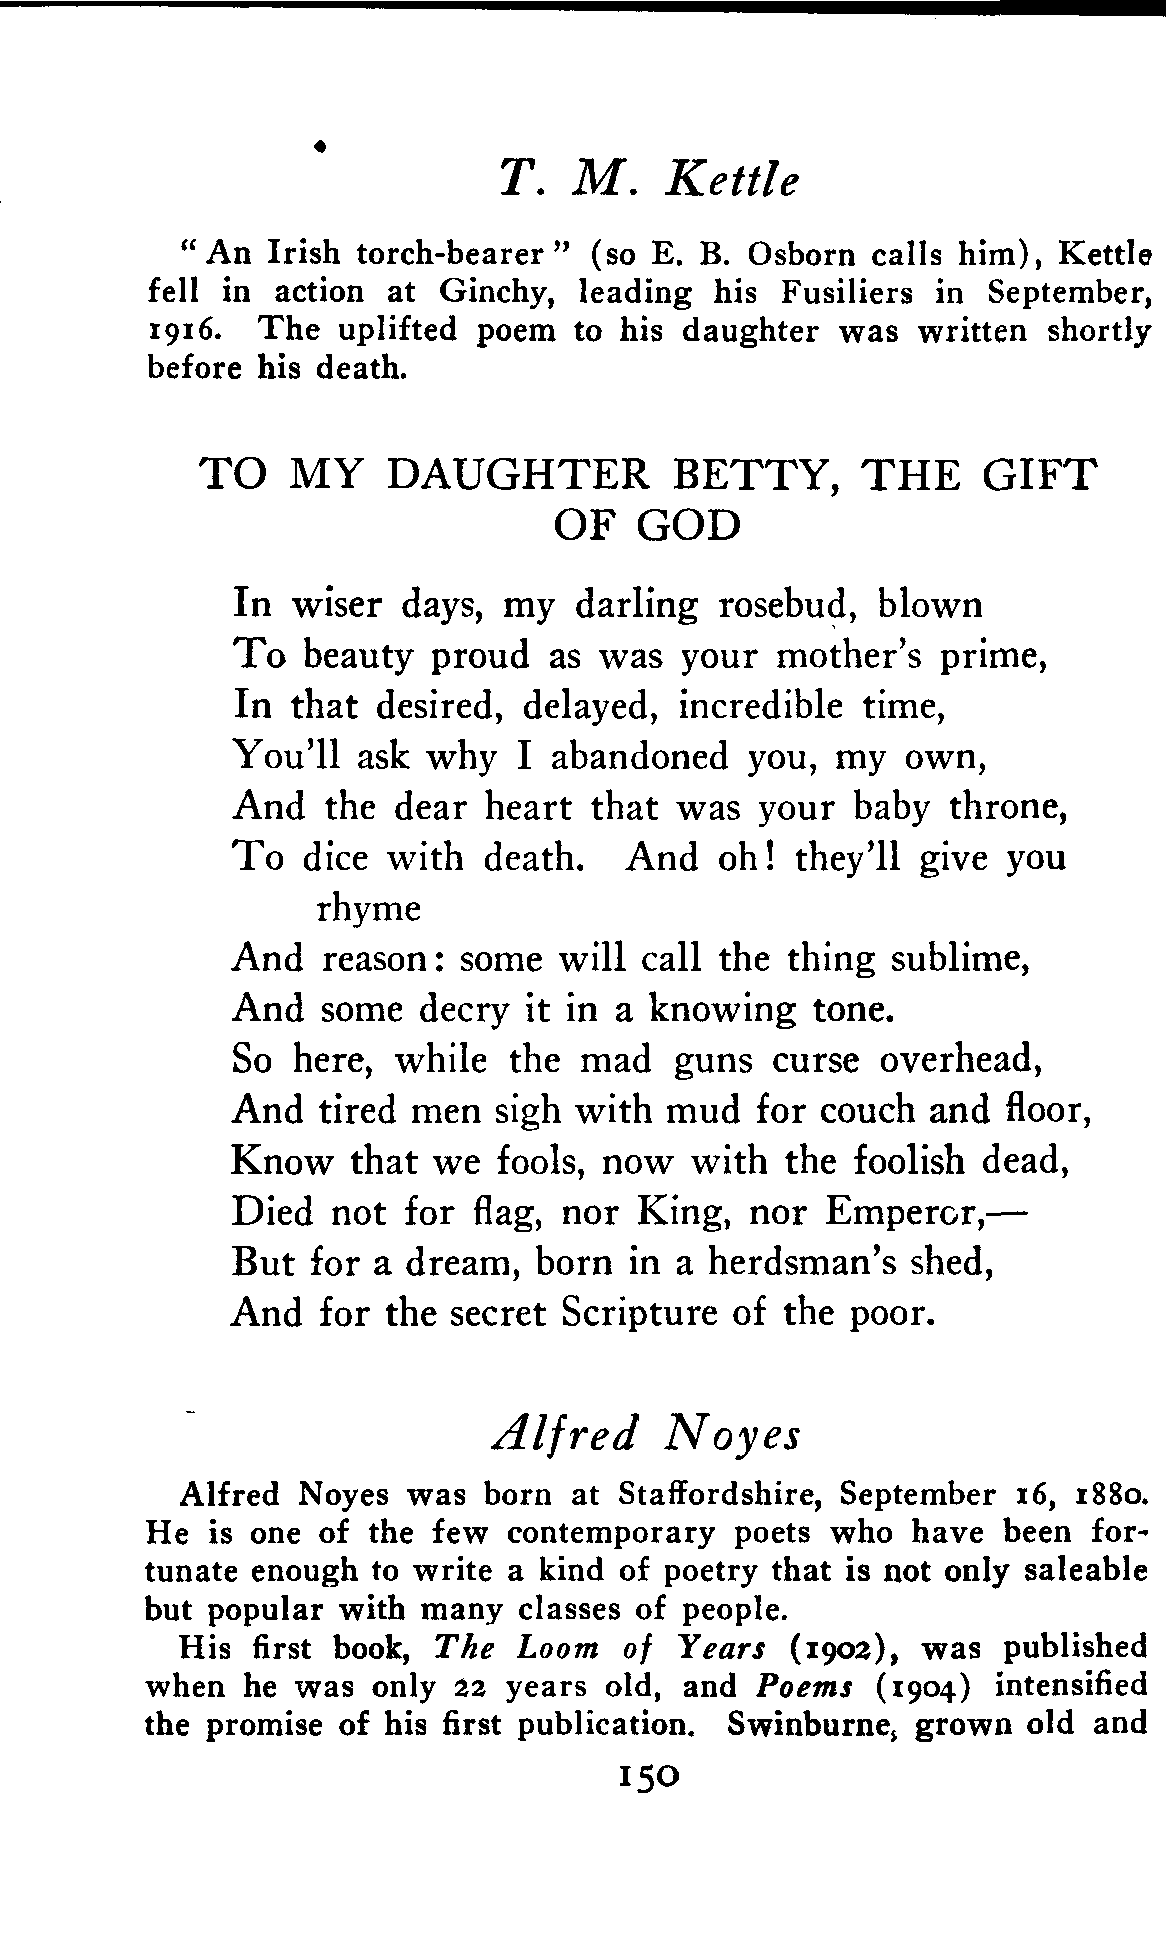 T. M. Kettle
"An Irish torch-bearer" (so E. B. Osborn calls him), Kettle
fell in action at Ginchy, leading his Fusiliers in September,
1916. The uplifted poem to his daughter was written shortly
before his death.
TO MY DAUGHTER BETTY, THE GIFT
OF GOD
In wiser days, my darling rosebud, blown
To beauty proud as was your mother's prime,
In that desired, delayed, incredible time,
You'll ask why I abandoned you, my own,
And the dear heart that was your baby throne,
To dice with death. And oh! they'll give you
rhyme
And reason: some will call the thing sublime,
And some decry it in a knowing tone.
So here, while the mad guns curse overhead,
And tired men sigh with mud for couch and floor,
Know that we fools, now with the foolish dead,
Died not for flag, nor King, nor Emperor,—
But for a dream, born in a herdsman's shed,
And for the secret Scripture of the poor.
Alfred Noyes
Alfred Noyes was born at Staffordshire, September 16, 1880.
He is one of the few contemporary poets who have been for-
tunate enough to write a kind of poetry that is not only saleable
but popular with many classes of people.
His first book, The Loom of Years (1902), was published
when he was only 22 years old, and Poems (1904) intensified
the promise of his first publication. Swinburne, grown old and
150